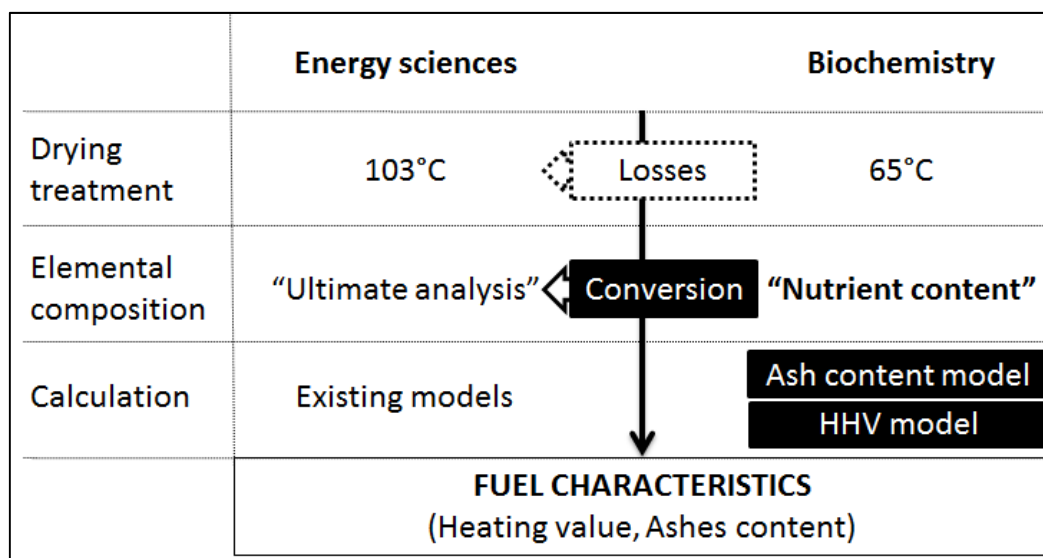 Energy sciences
Biochemistry
Drying
treatment
103°C
Losses
65°C
Elemental
composition
“Ultimate analysis”
Conversion
“Nutrient content”
Calculation
Existing models
Ash content model
HHV model
FUEL CHARACTERISTICS
(Heating value, Ashes content)